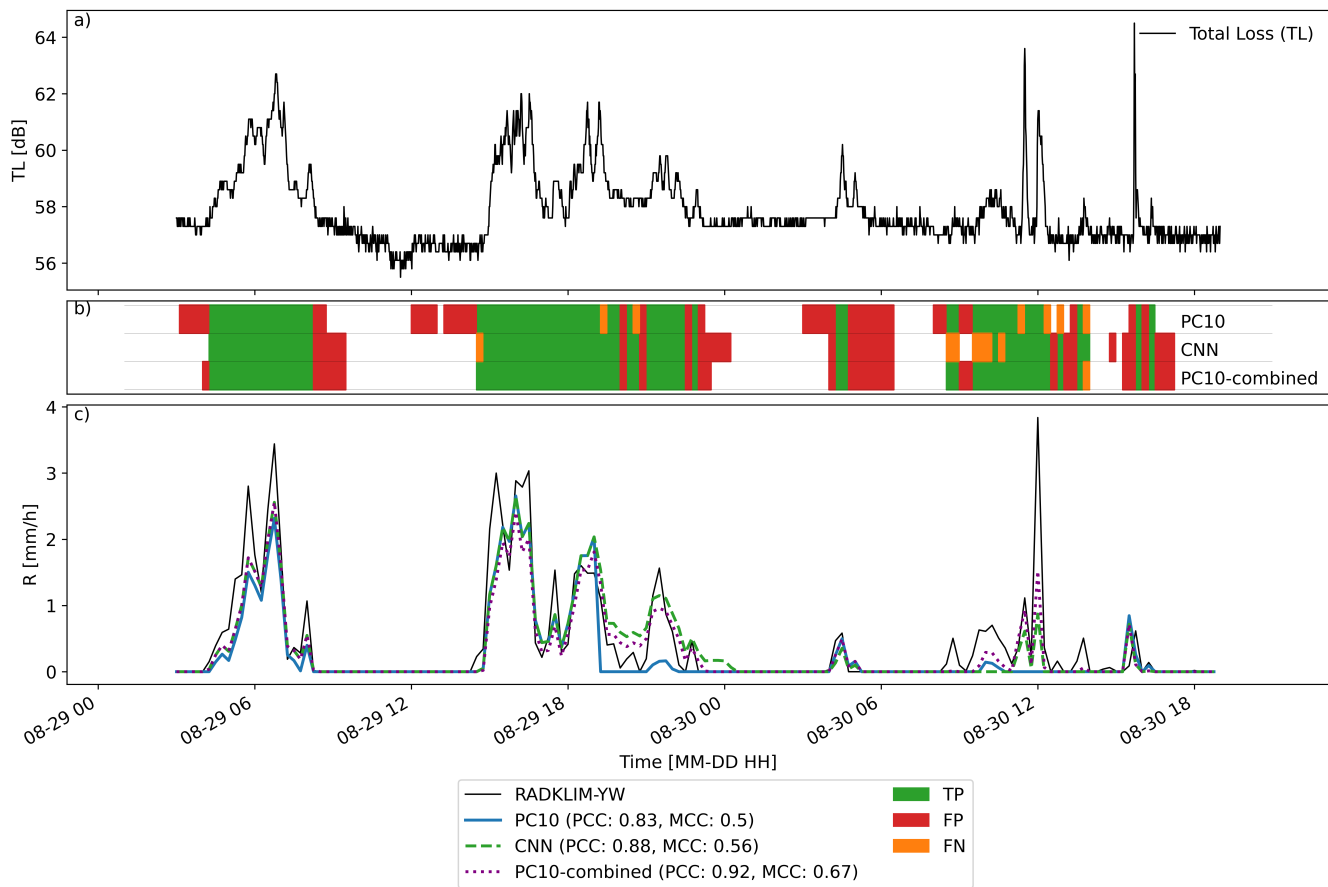 a)
Total Loss (TL)
64
62
60
58
56
TL [dB]
b)
PC10
CNN
PC10-combined
c)
4
3
2
1
0
R [mm/h]
08-29 00
08-29 06
08-29 12
08-29 18
08-30 00
08-30 06
08-30 12
08-30 18
Time [MM-DD HH]
RADKLIM-YW
PC10 (PCC: 0.83, MCC: 0.5)
CNN (PCC: 0.88, MCC: 0.56)
PC10-combined (PCC: 0.92, MCC: 0.67)
TP
FP
FN